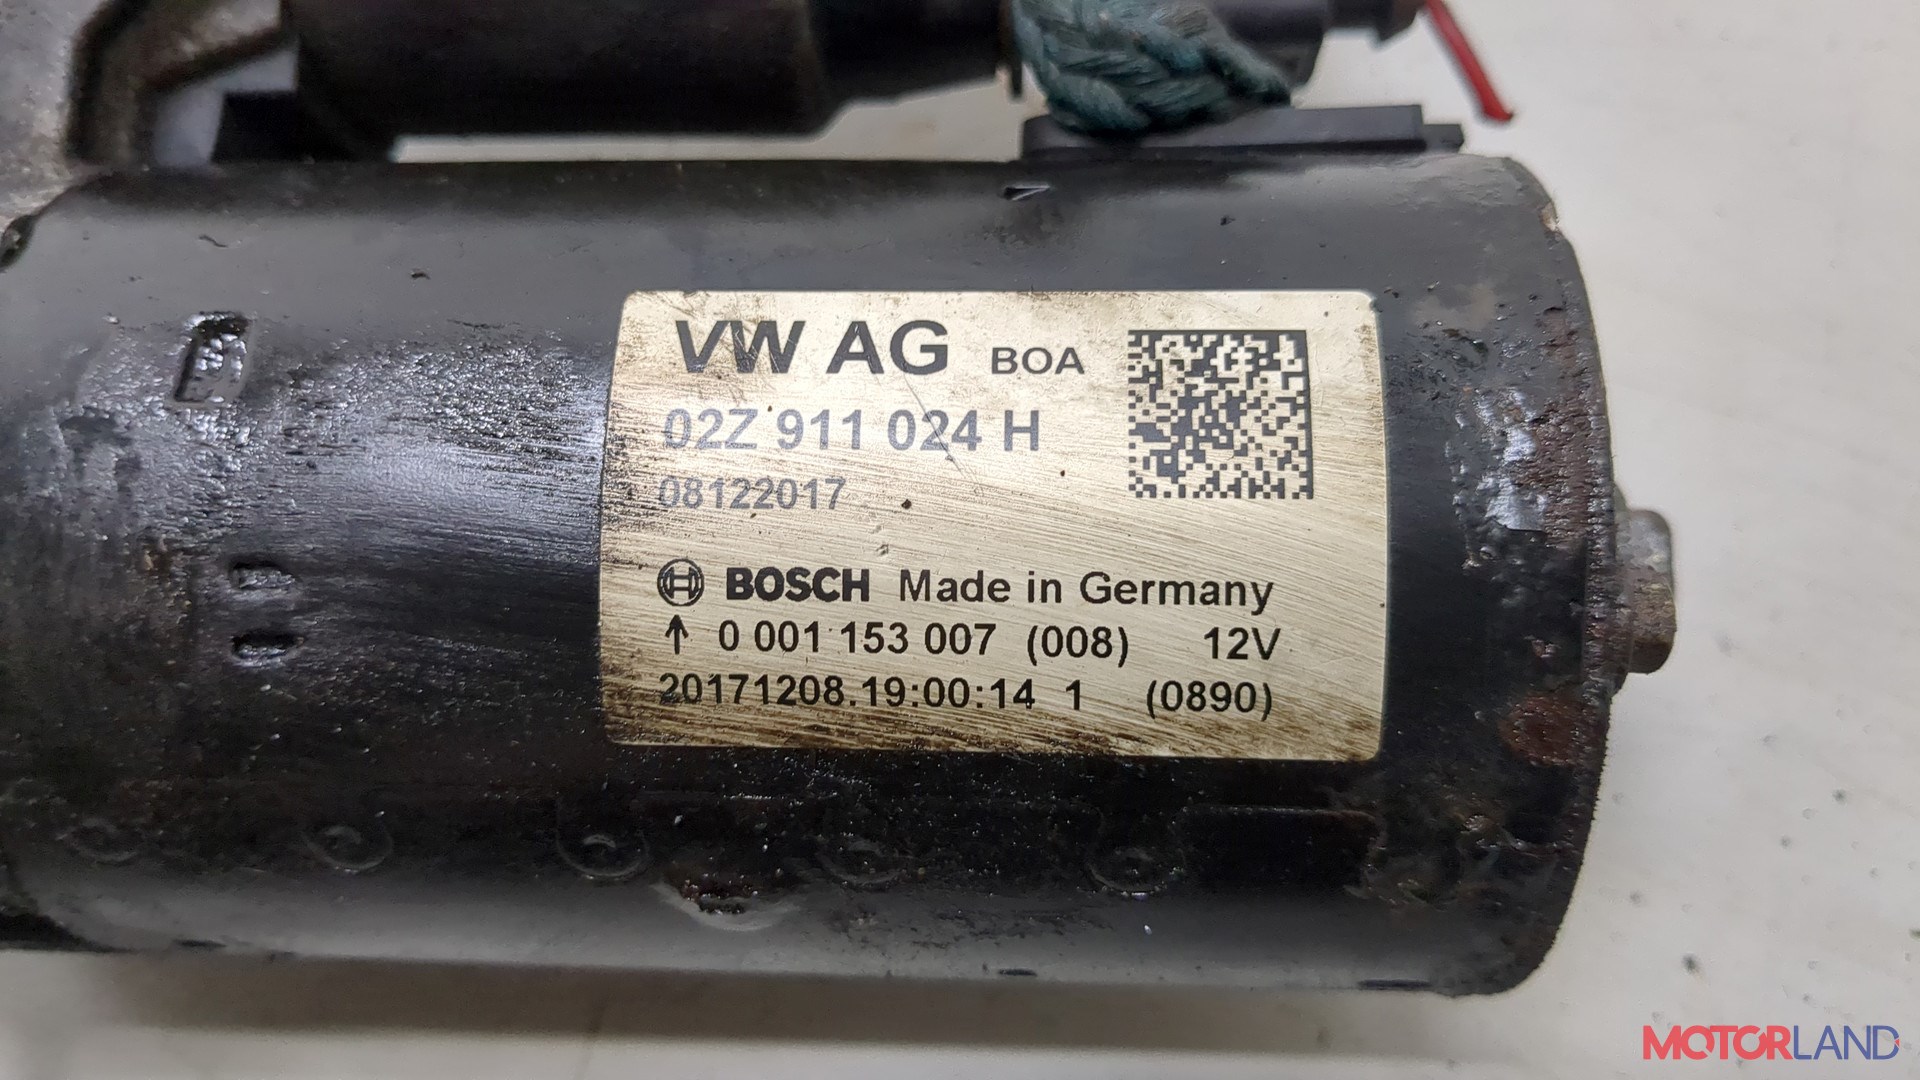 VW AG BOA
02Z 911 024 H
08122017
BOSCH Made in Germany
↑ 0 001 153 007 (008) 12V
20171208.19:00:14 1 (0890)
MOTORLAND